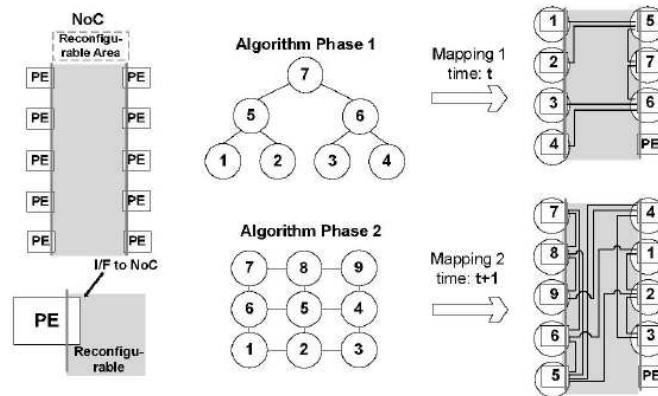 NoC
Reconfigu-
rable Area
PE PE
PE PE
PE PE
PE PE
PE PE
I/F to NoC
PE
Reconfigu-
rable
Algorithm Phase 1
7
5 6
1 2 3 4
Algorithm Phase 2
7 8 9
6 5 4
1 2 3
Mapping 1
time: t
1 5
2 7
3 6
4 PE
Mapping 2
time: t+1
7 4
8 1
9 2
6 3
5 PE